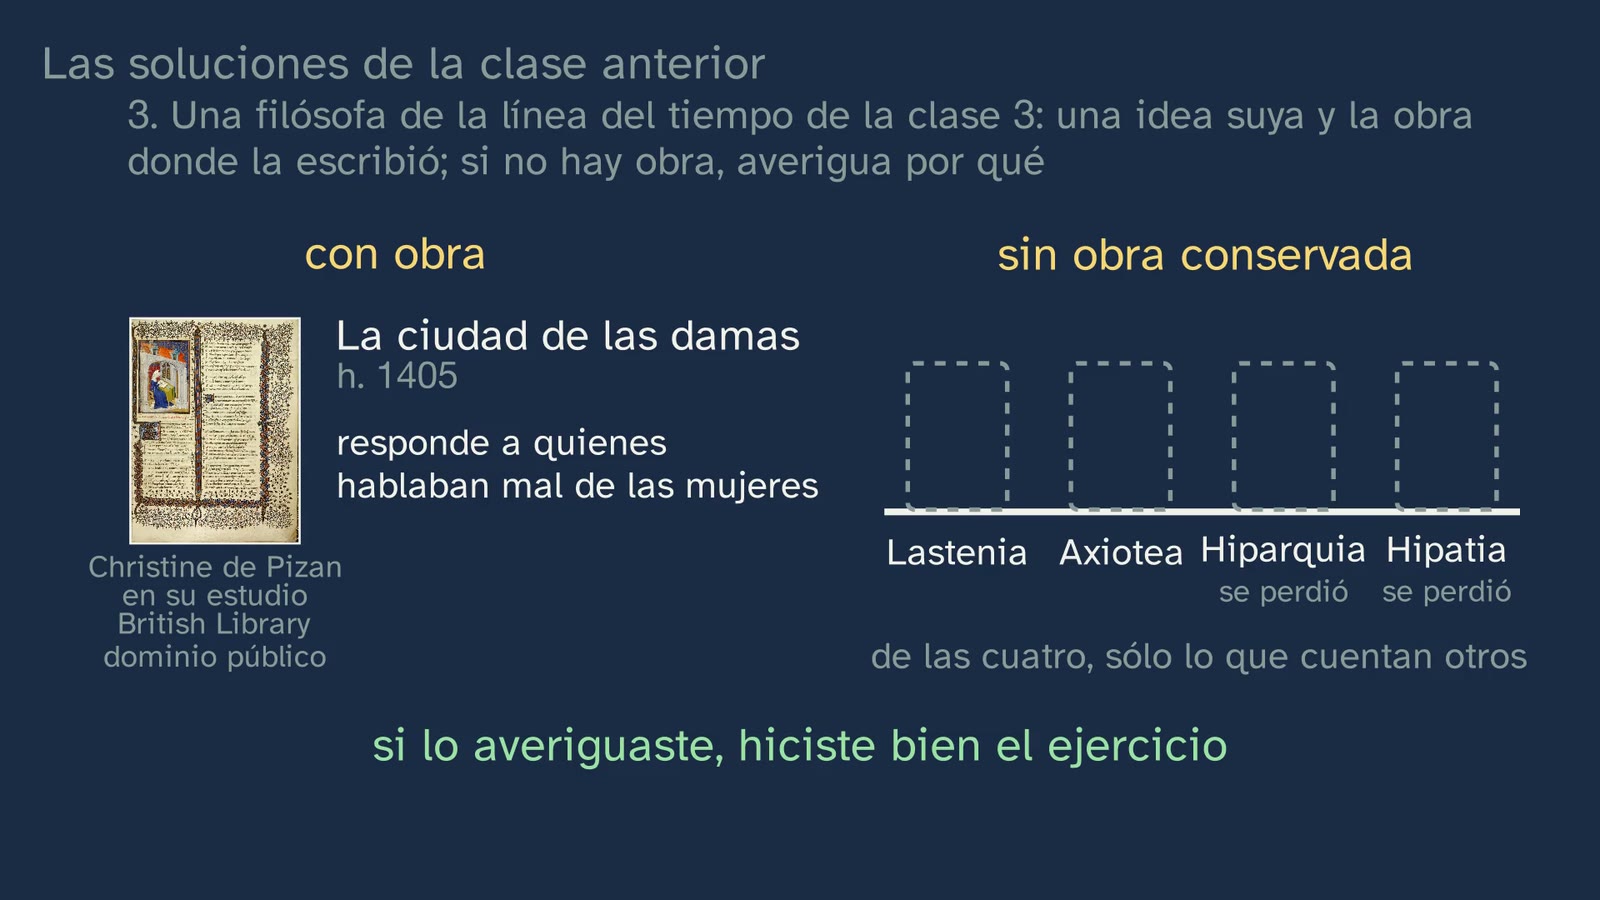 Las soluciones de la clase anterior
3. Una filósofa de la línea del tiempo de la clase 3: una idea suya y la obra
donde la escribió; si no hay obra, averigua por qué
con obra
sin obra conservada
La ciudad de las damas
h. 1405
responde a quienes
hablaban mal de las mujeres
Christine de Pizan
en su estudio
British Library
dominio público
Lastenia
Axiotea
Hiparquia
se perdió
Hipatia
se perdió
de las cuatro, sólo lo que cuentan otros
si lo averiguaste, hiciste bien el ejercicio